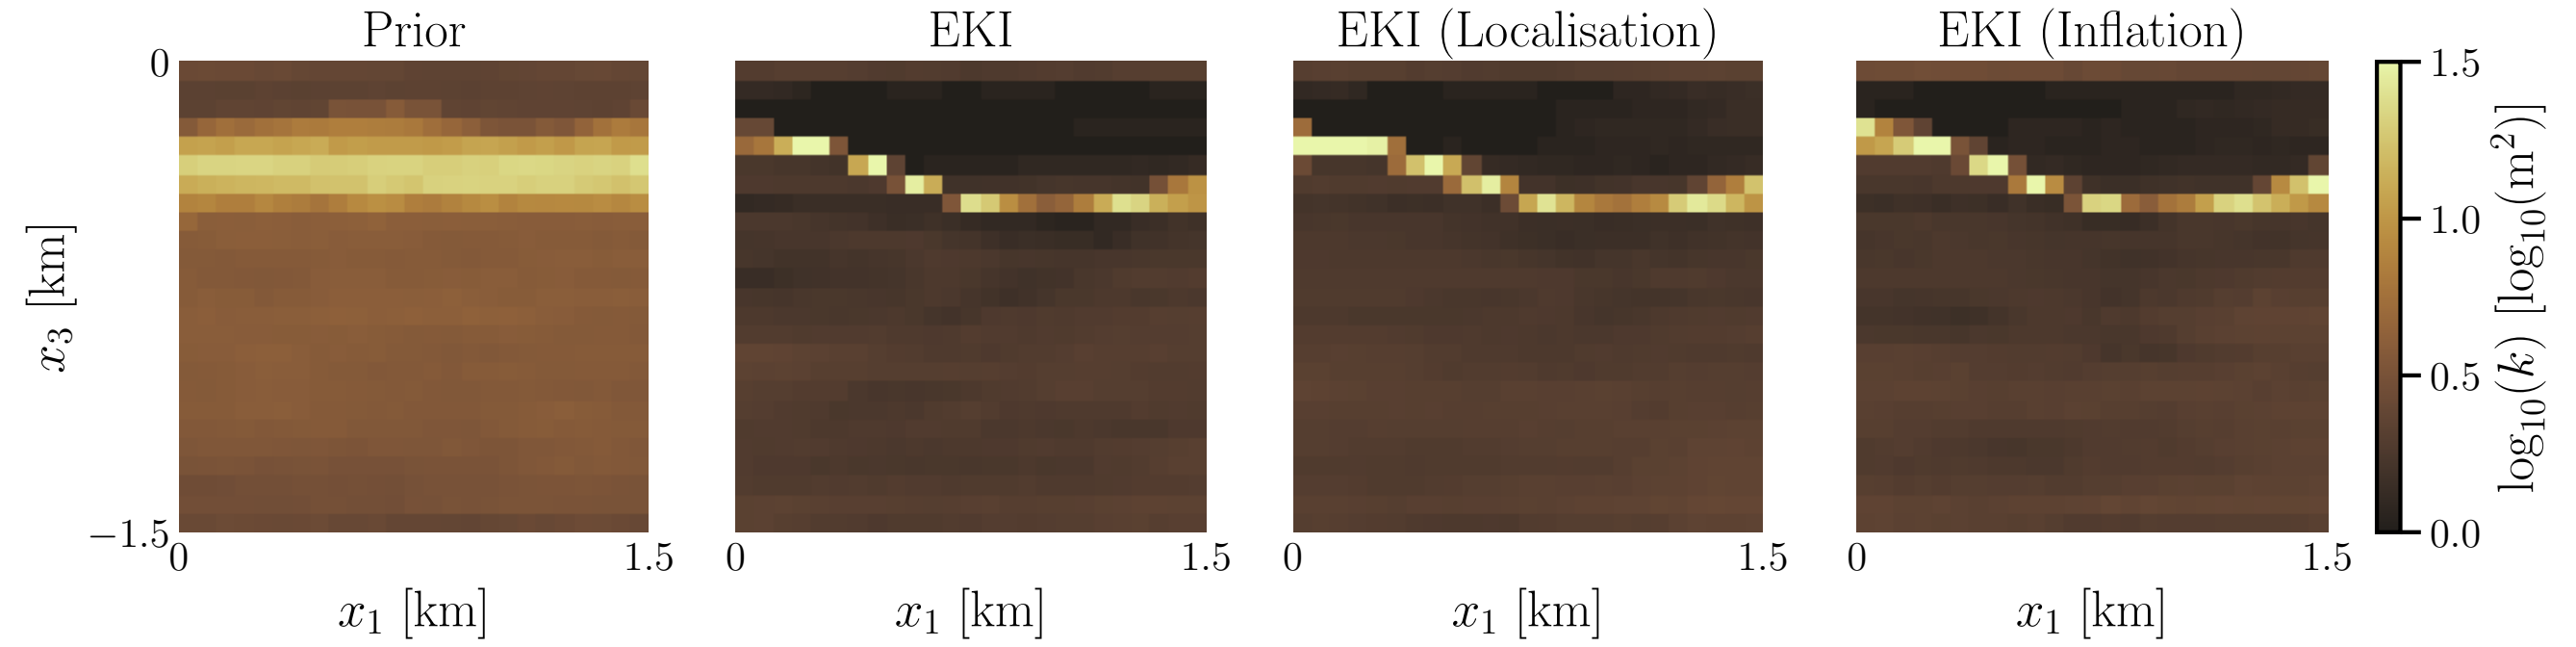 Prior
EKI
EKI (Localisation)
EKI (Inflation)
0
−1.5
x₃ [km]
0
1.5
x₁ [km]
0
1.5
x₁ [km]
0
1.5
x₁ [km]
0
1.5
x₁ [km]
1.5
1.0
0.5
0.0
log₁₀(k) [log₁₀(m²)]